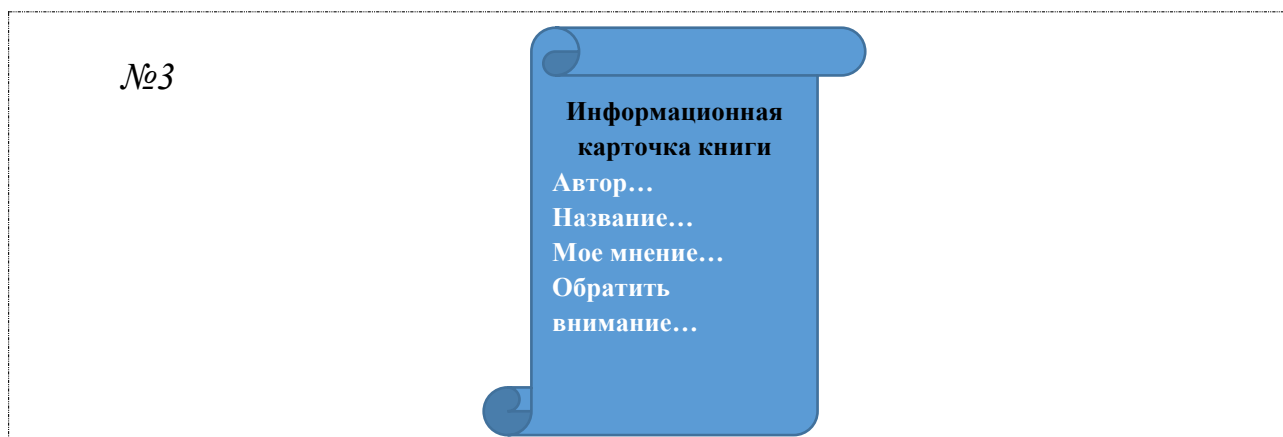 №3
Информационная
карточка книги
Автор…
Название…
Мое мнение…
Обратить
внимание…